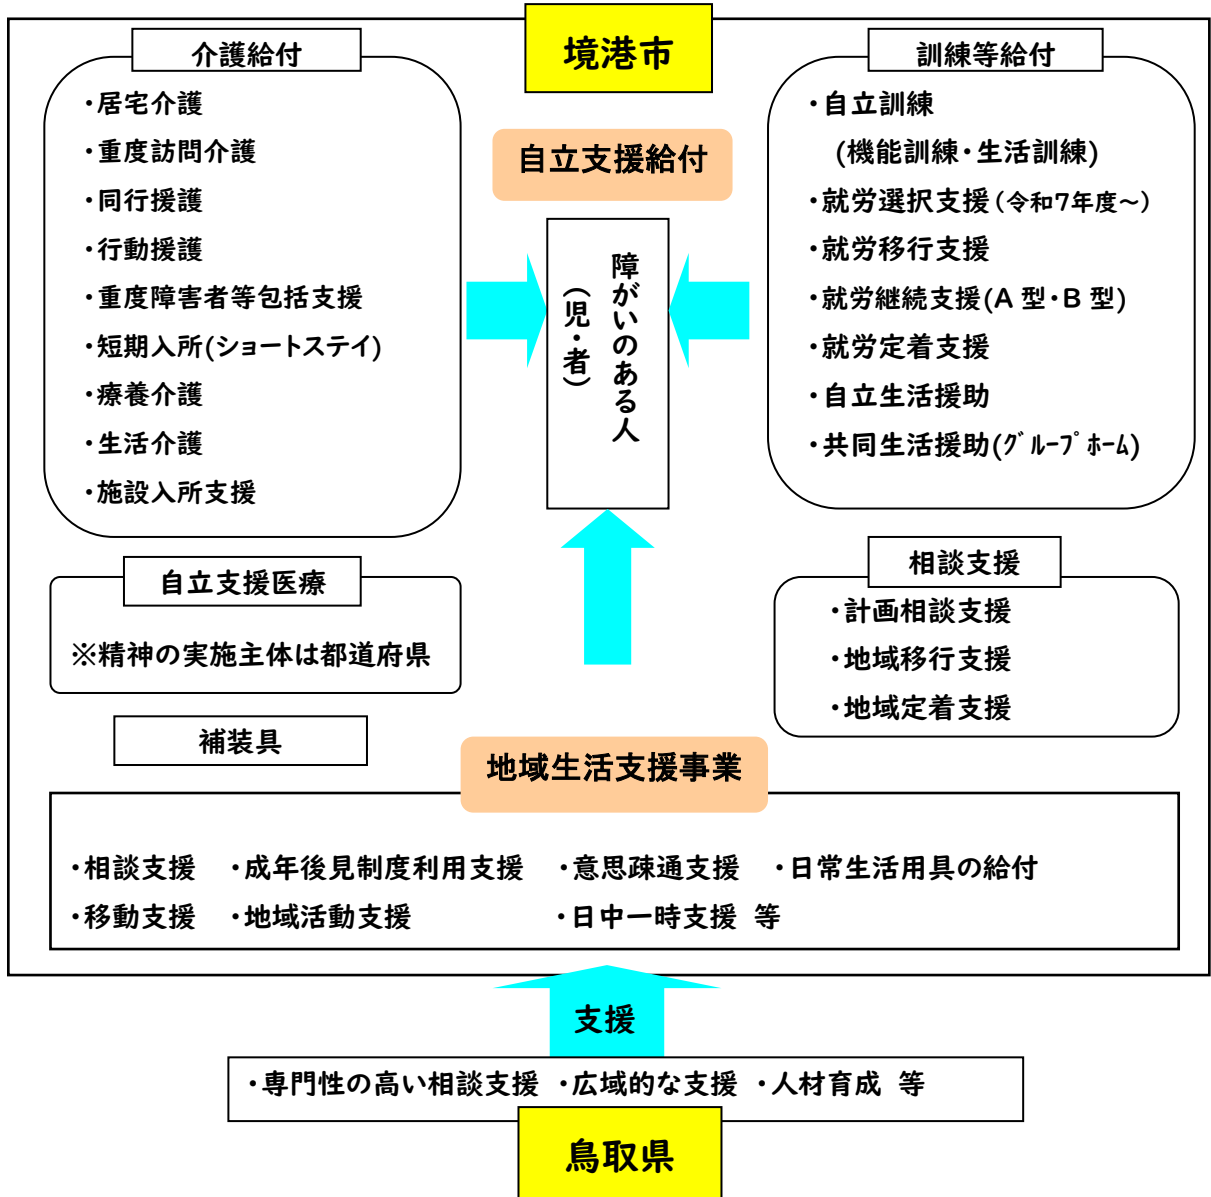 境港市
介護給付
・居宅介護
・重度訪問介護
・同行援護
・行動援護
・重度障害者等包括支援
・短期入所(ショートステイ)
・療養介護
・生活介護
・施設入所支援
自立支援給付
障がいのある人
(児・者)
訓練等給付
・自立訓練
(機能訓練・生活訓練)
・就労選択支援(令和7年度～)
・就労移行支援
・就労継続支援(A 型・B 型)
・就労定着支援
・自立生活援助
・共同生活援助(ｸﾞﾙｰﾌﾟﾎｰﾑ)
自立支援医療
※精神の実施主体は都道府県
補装具
相談支援
・計画相談支援
・地域移行支援
・地域定着支援
地域生活支援事業
・相談支援 ・成年後見制度利用支援 ・意思疎通支援 ・日常生活用具の給付
・移動支援 ・地域活動支援 ・日中一時支援 等
支援
・専門性の高い相談支援 ・広域的な支援 ・人材育成 等
鳥取県